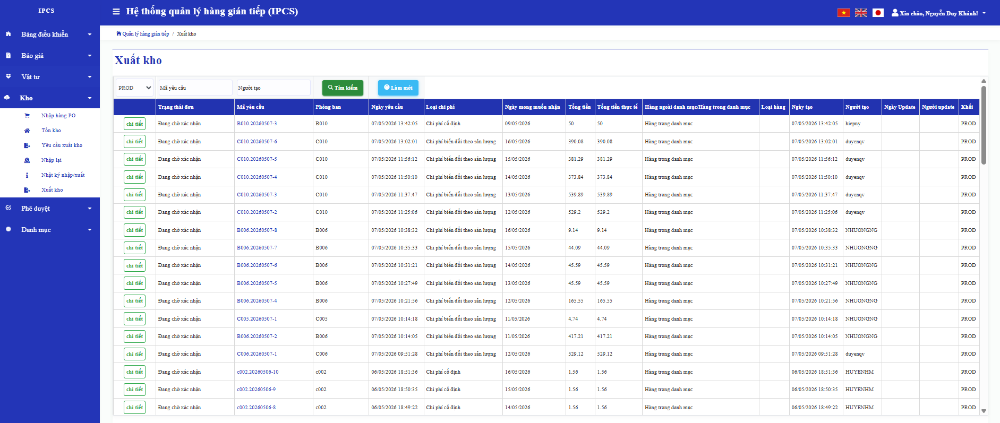 IPCS
Hệ thống quản lý hàng gián tiếp (IPCS)
Xin chào, Nguyễn Duy Khánh!
Bảng điều khiển
Báo giá
Vật tư
Kho
Nhập hàng PO
Tồn kho
Yêu cầu xuất kho
Nhập lại
Nhật ký nhập/xuất
Xuất kho
Phê duyệt
Danh mục
Quản lý hàng gián tiếp / Xuất kho
Xuất kho
PROD Mã yêu cầu Người tạo Tìm kiếm Làm mới
Trạng thái đơn Mã yêu cầu Phòng ban Ngày yêu cầu Loại chi phí Ngày mong muốn nhận Tổng tiền Tổng tiền thực tế Hàng ngoài danh mục/Hàng trong danh mục Loại hàng Ngày tạo Người tạo Ngày Update Người update Khối
chi tiết Đang chờ xác nhận B010.20260507-3 B010 07/05/2026 13:42:05 Chi phí cố định 09/05/2026 50 50 Hàng trong danh mục 07/05/2026 13:42:05 hiepny PROD
chi tiết Đang chờ xác nhận C010.20260507-6 C010 07/05/2026 13:02:01 Chi phí biến đổi theo sản lượng 16/05/2026 390.08 390.08 Hàng trong danh mục 07/05/2026 13:02:01 duyenqv PROD
chi tiết Đang chờ xác nhận C010.20260507-5 C010 07/05/2026 11:56:12 Chi phí biến đổi theo sản lượng 15/05/2026 381.29 381.29 Hàng trong danh mục 07/05/2026 11:56:12 duyenqv PROD
chi tiết Đang chờ xác nhận C010.20260507-4 C010 07/05/2026 11:50:10 Chi phí biến đổi theo sản lượng 14/05/2026 373.84 373.84 Hàng trong danh mục 07/05/2026 11:50:10 duyenqv PROD
chi tiết Đang chờ xác nhận C010.20260507-3 C010 07/05/2026 11:37:47 Chi phí biến đổi theo sản lượng 13/05/2026 539.89 539.89 Hàng trong danh mục 07/05/2026 11:37:47 duyenqv PROD
chi tiết Đang chờ xác nhận C010.20260507-2 C010 07/05/2026 11:25:06 Chi phí biến đổi theo sản lượng 12/05/2026 529.2 529.2 Hàng trong danh mục 07/05/2026 11:25:06 duyenqv PROD
chi tiết Đang chờ xác nhận B006.20260507-8 B006 07/05/2026 10:38:32 Chi phí biến đổi theo sản lượng 16/05/2026 9.14 9.14 Hàng trong danh mục 07/05/2026 10:38:32 NHUONGNG PROD
chi tiết Đang chờ xác nhận B006.20260507-7 B006 07/05/2026 10:35:33 Chi phí biến đổi theo sản lượng 15/05/2026 44.09 44.09 Hàng trong danh mục 07/05/2026 10:35:33 NHUONGNG PROD
chi tiết Đang chờ xác nhận B006.20260507-6 B006 07/05/2026 10:31:21 Chi phí biến đổi theo sản lượng 14/05/2026 45.59 45.59 Hàng trong danh mục 07/05/2026 10:31:21 NHUONGNG PROD
chi tiết Đang chờ xác nhận B006.20260507-5 B006 07/05/2026 10:27:49 Chi phí biến đổi theo sản lượng 13/05/2026 45.59 45.59 Hàng trong danh mục 07/05/2026 10:27:49 NHUONGNG PROD
chi tiết Đang chờ xác nhận B006.20260507-4 B006 07/05/2026 10:21:56 Chi phí biến đổi theo sản lượng 12/05/2026 165.55 165.55 Hàng trong danh mục 07/05/2026 10:21:56 NHUONGNG PROD
chi tiết Đang chờ xác nhận C005.20260507-1 C005 07/05/2026 10:14:18 Chi phí biến đổi theo sản lượng 11/05/2026 4.74 4.74 Hàng trong danh mục 07/05/2026 10:14:18 NHUONGNG PROD
chi tiết Đang chờ xác nhận B006.20260507-2 B006 07/05/2026 10:14:05 Chi phí biến đổi theo sản lượng 11/05/2026 417.21 417.21 Hàng trong danh mục 07/05/2026 10:14:05 NHUONGNG PROD
chi tiết Đang chờ xác nhận C006.20260507-1 C006 07/05/2026 09:51:28 Chi phí biến đổi theo sản lượng 12/05/2026 529.12 529.12 Hàng trong danh mục 07/05/2026 09:51:28 duyenqv PROD
chi tiết Đang chờ xác nhận c002.20260506-10 c002 06/05/2026 18:51:36 Chi phí cố định 16/05/2026 1.56 1.56 Hàng trong danh mục 06/05/2026 18:51:36 HUYENHM PROD
chi tiết Đang chờ xác nhận c002.20260506-9 c002 06/05/2026 18:50:35 Chi phí cố định 15/05/2026 1.56 1.56 Hàng trong danh mục 06/05/2026 18:50:35 HUYENHM PROD
chi tiết Đang chờ xác nhận c002.20260506-8 c002 06/05/2026 18:49:22 Chi phí cố định 14/05/2026 1.56 1.56 Hàng trong danh mục 06/05/2026 18:49:22 HUYENHM PROD